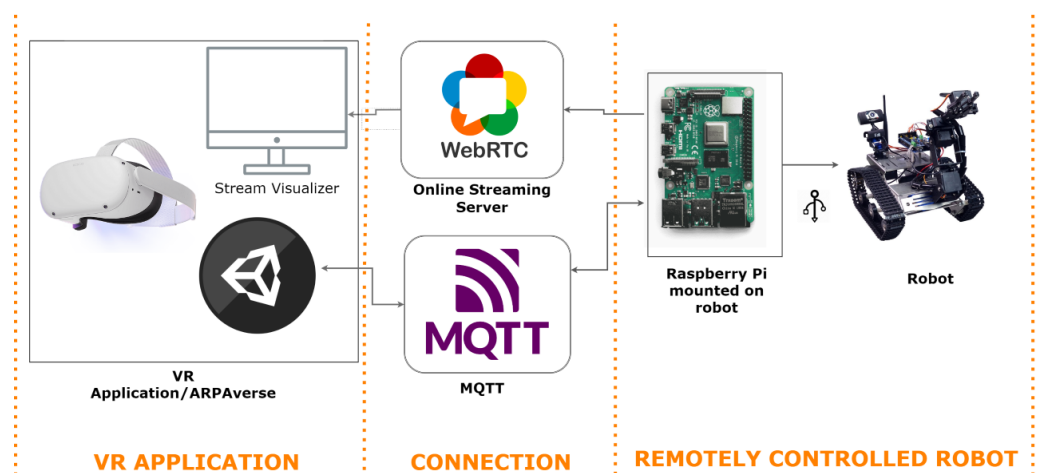 Stream Visualizer
VR
Application/ARPAverse
VR APPLICATION
WebRTC
Online Streaming
Server
MQTT
MQTT
CONNECTION
Raspberry Pi
mounted on
robot
Robot
REMOTELY CONTROLLED ROBOT